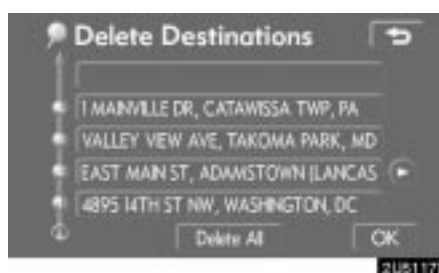 Delete Destinations
1 MAINVILLE DR, CATAWISSA TWP, PA
VALLEY VIEW AVE, TAKOMA PARK, MD
EAST MAIN ST, ADAMSTOWN (LANCAS
4895 14TH ST NW, WASHINGTON, DC
Delete All OK
2U5117